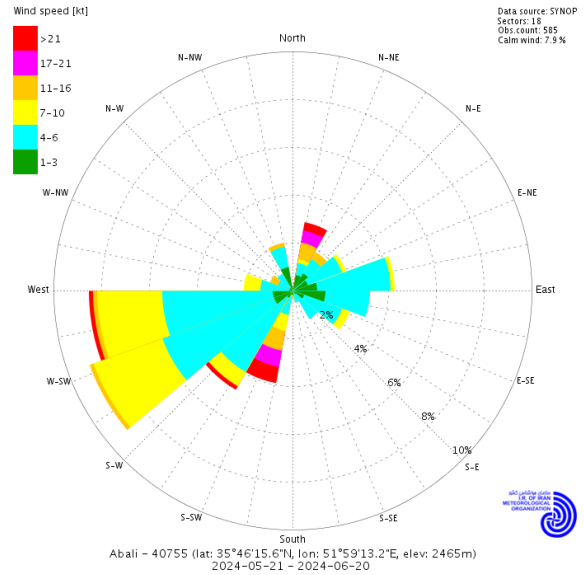 Wind speed [kt]
>21
17-21
11-16
7-10
4-6
1-3
Data source: SYNOP
Sectors: 18
Obs.count: 585
Calm wind: 7.9 %
North
N-NW
N-NE
N-W
N-E
W-NW
E-NE
West
East
2%
4%
W-SW
E-SE
6%
8%
10%
S-W
S-E
S-SW
S-SE
South
سازمان هواشناسی کشور
I.R. OF IRAN
METEOROLOGICAL
ORGANIZATION
Abali - 40755 (lat: 35°46'15.6"N, lon: 51°59'13.2"E, elev: 2465m)
2024-05-21 - 2024-06-20